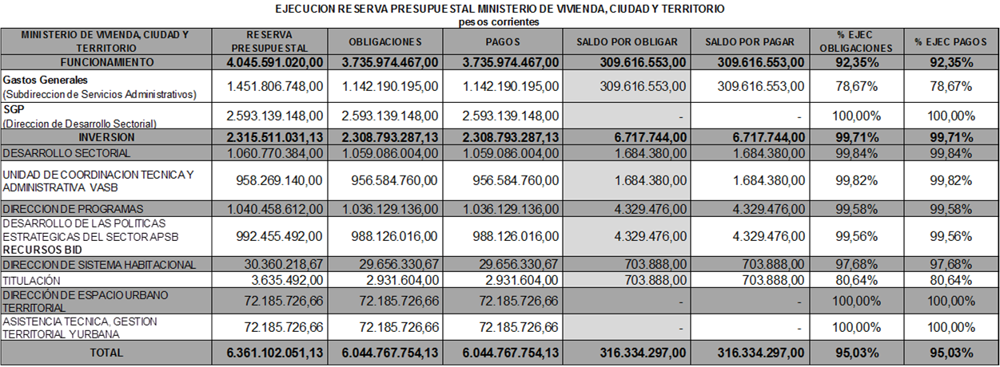 EJECUCION RESERVA PRESUPUESTAL MINISTERIO DE VIVIENDA, CIUDAD Y TERRITORIO
pesos corrientes
MINISTERIO DE VIVIENDA, CIUDAD Y TERRITORIO RESERVA PRESUPUESTAL OBLIGACIONES PAGOS SALDO POR OBLIGAR SALDO POR PAGAR % EJEC OBLIGACIONES % EJEC PAGOS
FUNCIONAMIENTO 4.045.591.020,00 3.735.974.467,00 3.735.974.467,00 309.616.553,00 309.616.553,00 92,35% 92,35%
Gastos Generales
(Subdireccion de Servicios Administrativos) 1.451.806.748,00 1.142.190.195,00 1.142.190.195,00 309.616.553,00 309.616.553,00 78,67% 78,67%
SGP
(Direccion de Desarrollo Sectorial) 2.593.139.148,00 2.593.139.148,00 2.593.139.148,00 - - 100,00% 100,00%
INVERSION 2.315.511.031,13 2.308.793.287,13 2.308.793.287,13 6.717.744,00 6.717.744,00 99,71% 99,71%
DESARROLLO SECTORIAL 1.060.770.384,00 1.059.086.004,00 1.059.086.004,00 1.684.380,00 1.684.380,00 99,84% 99,84%
UNIDAD DE COORDINACION TECNICA Y
ADMINISTRATIVA VASB 958.269.140,00 956.584.760,00 956.584.760,00 1.684.380,00 1.684.380,00 99,82% 99,82%
DIRECCION DE PROGRAMAS 1.040.458.612,00 1.036.129.136,00 1.036.129.136,00 4.329.476,00 4.329.476,00 99,58% 99,58%
DESARROLLO DE LAS POLITICAS
ESTRATEGICAS DEL SECTOR APSB 992.455.492,00 988.126.016,00 988.126.016,00 4.329.476,00 4.329.476,00 99,56% 99,56%
RECURSOS BID
DIRECCION DE SISTEMA HABITACIONAL 30.360.218,67 29.656.330,67 29.656.330,67 703.888,00 703.888,00 97,68% 97,68%
TITULACIÓN 3.635.492,00 2.931.604,00 2.931.604,00 703.888,00 703.888,00 80,64% 80,64%
DIRECCIÓN DE ESPACIO URBANO
TERRITORIAL 72.185.726,66 72.185.726,66 72.185.726,66 - - 100,00% 100,00%
ASISTENCIA TECNICA, GESTION
TERRITORIAL Y URBANA 72.185.726,66 72.185.726,66 72.185.726,66 - - 100,00% 100,00%
TOTAL 6.361.102.051,13 6.044.767.754,13 6.044.767.754,13 316.334.297,00 316.334.297,00 95,03% 95,03%